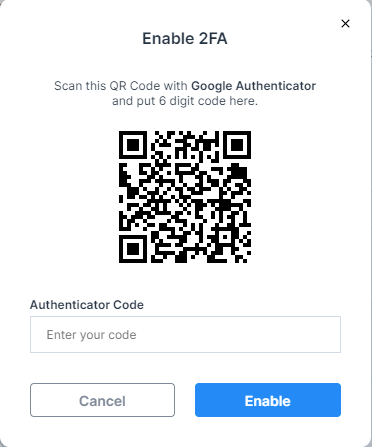 Enable 2FA
Scan this QR Code with Google Authenticator
and put 6 digit code here.
Authenticator Code
Enter your code
Cancel
Enable